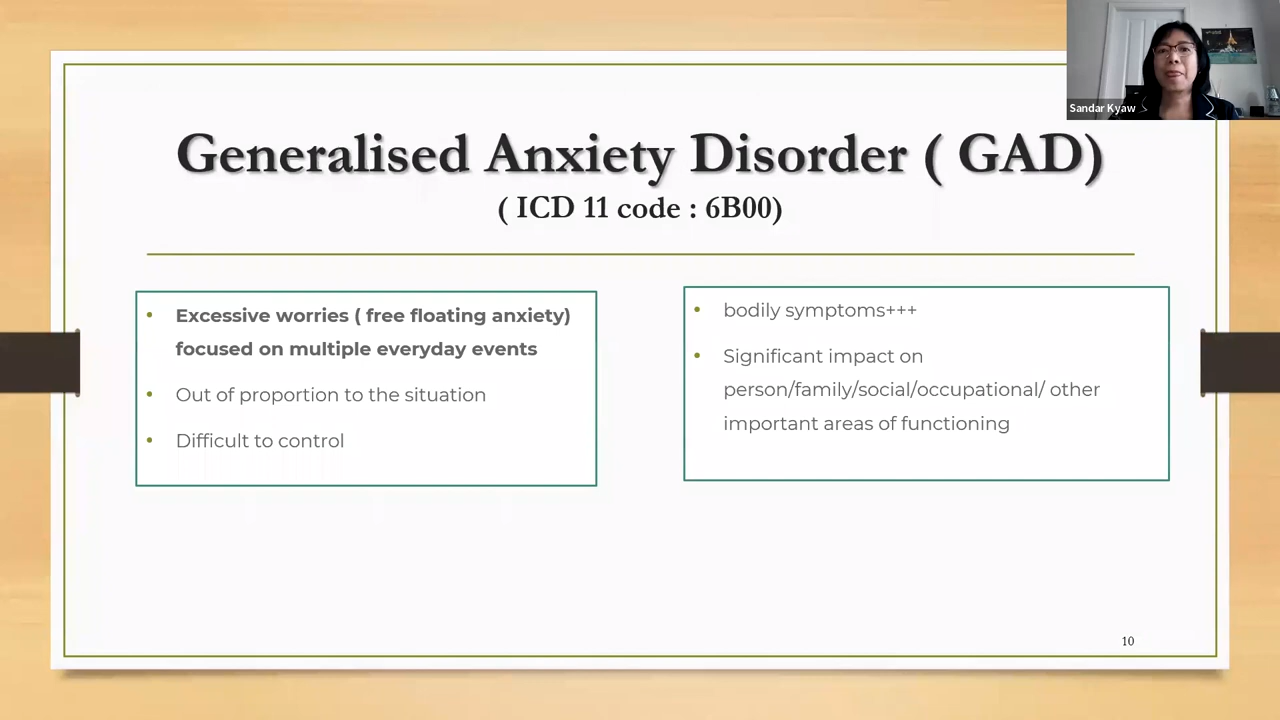 Sandar Kyaw
Generalised Anxiety Disorder ( GAD)
( ICD 11 code : 6B00)
• Excessive worries ( free floating anxiety)
focused on multiple everyday events
• Out of proportion to the situation
• Difficult to control
• bodily symptoms+++
• Significant impact on
person/family/social/occupational/ other
important areas of functioning
10